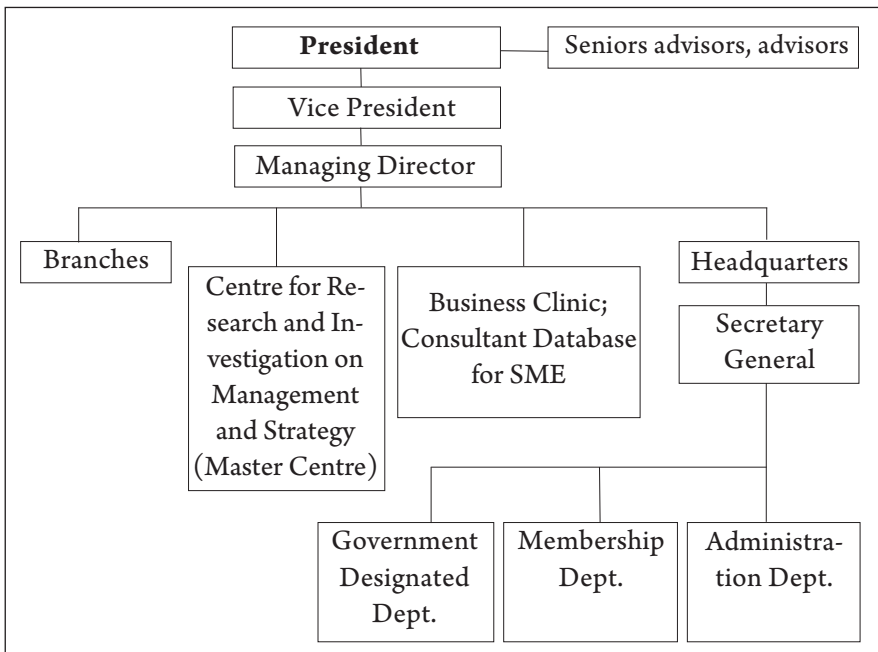 President
Seniors advisors, advisors
Vice President
Managing Director
Branches
Centre for Re-
search and In-
vestigation on
Management
and Strategy
(Master Centre)
Business Clinic;
Consultant Database
for SME
Headquarters
Secretary
General
Government
Designated
Dept.
Membership
Dept.
Administra-
tion Dept.